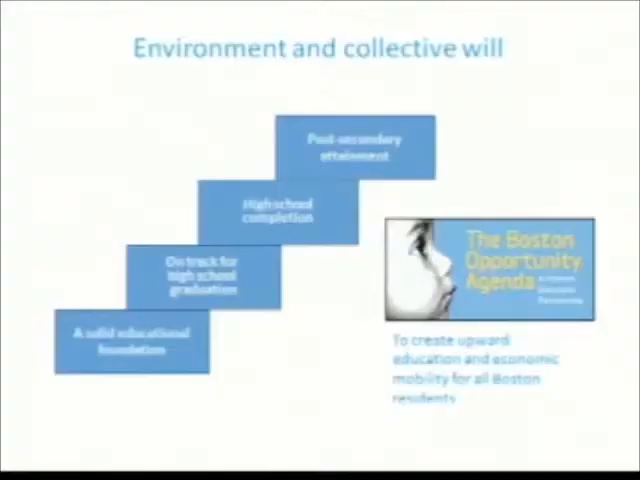 Environment and collective will
Post-secondary
attainment
High school
completion
On track for
high school
graduation
A solid educational
foundation
The Boston
Opportunity
Agenda
To create upward
education and economic
mobility for all Boston
residents